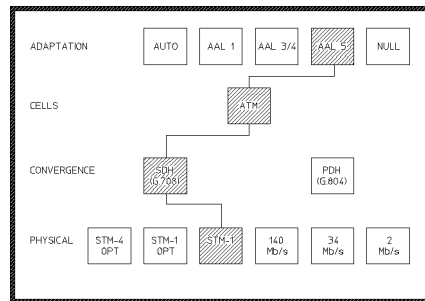 ADAPTATION AUTO AAL 1 AAL 3/4 AAL 5 NULL
CELLS ATM
CONVERGENCE SDH (G.708) PDH (G.804)
PHYSICAL STM-4 OPT STM-1 OPT STM-1 140 Mb/s 34 Mb/s 2 Mb/s